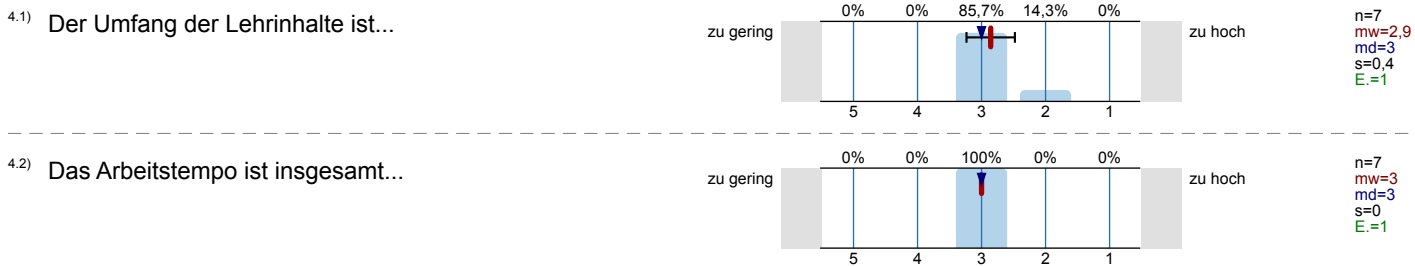 4.1) Der Umfang der Lehrinhalte ist...
0% 0% 85,7% 14,3% 0%
zu gering zu hoch
5 4 3 2 1
n=7
mw=2,9
md=3
s=0,4
E.=1
4.2) Das Arbeitstempo ist insgesamt...
0% 0% 100% 0% 0%
zu gering zu hoch
5 4 3 2 1
n=7
mw=3
md=3
s=0
E.=1